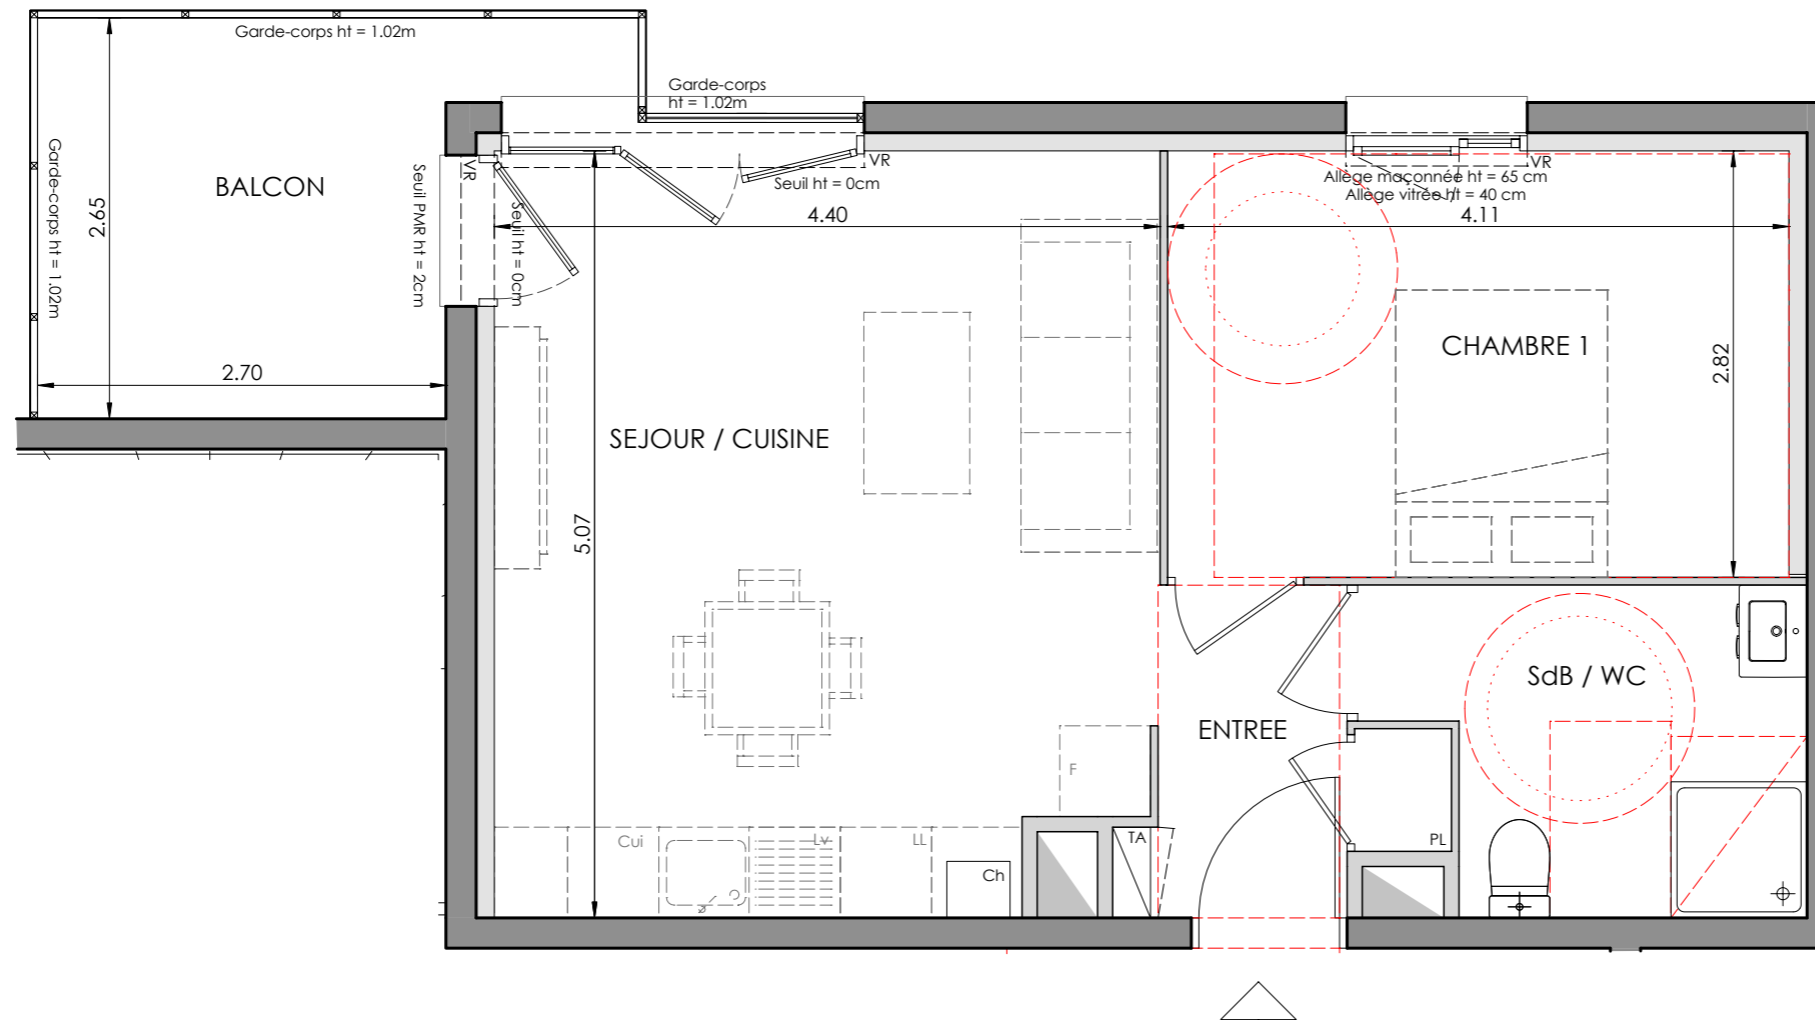 Garde-corps ht = 1.02m
Garde-corps
ht = 1.02m
Garde-corps ht = 1.02m
BALCON
2.65
2.70
Seuil PMR ht = 2cm
VR
Seuil ht = 0cm
VR
Seuil ht = 0cm
4.40
VR
Allège maçonnée ht = 65 cm
Allège vitrée ht = 40 cm
4.11
CHAMBRE 1
2.82
SEJOUR / CUISINE
5.07
SdB / WC
ENTREE
F
Cui
Lv
LL
Ch
TA
PL